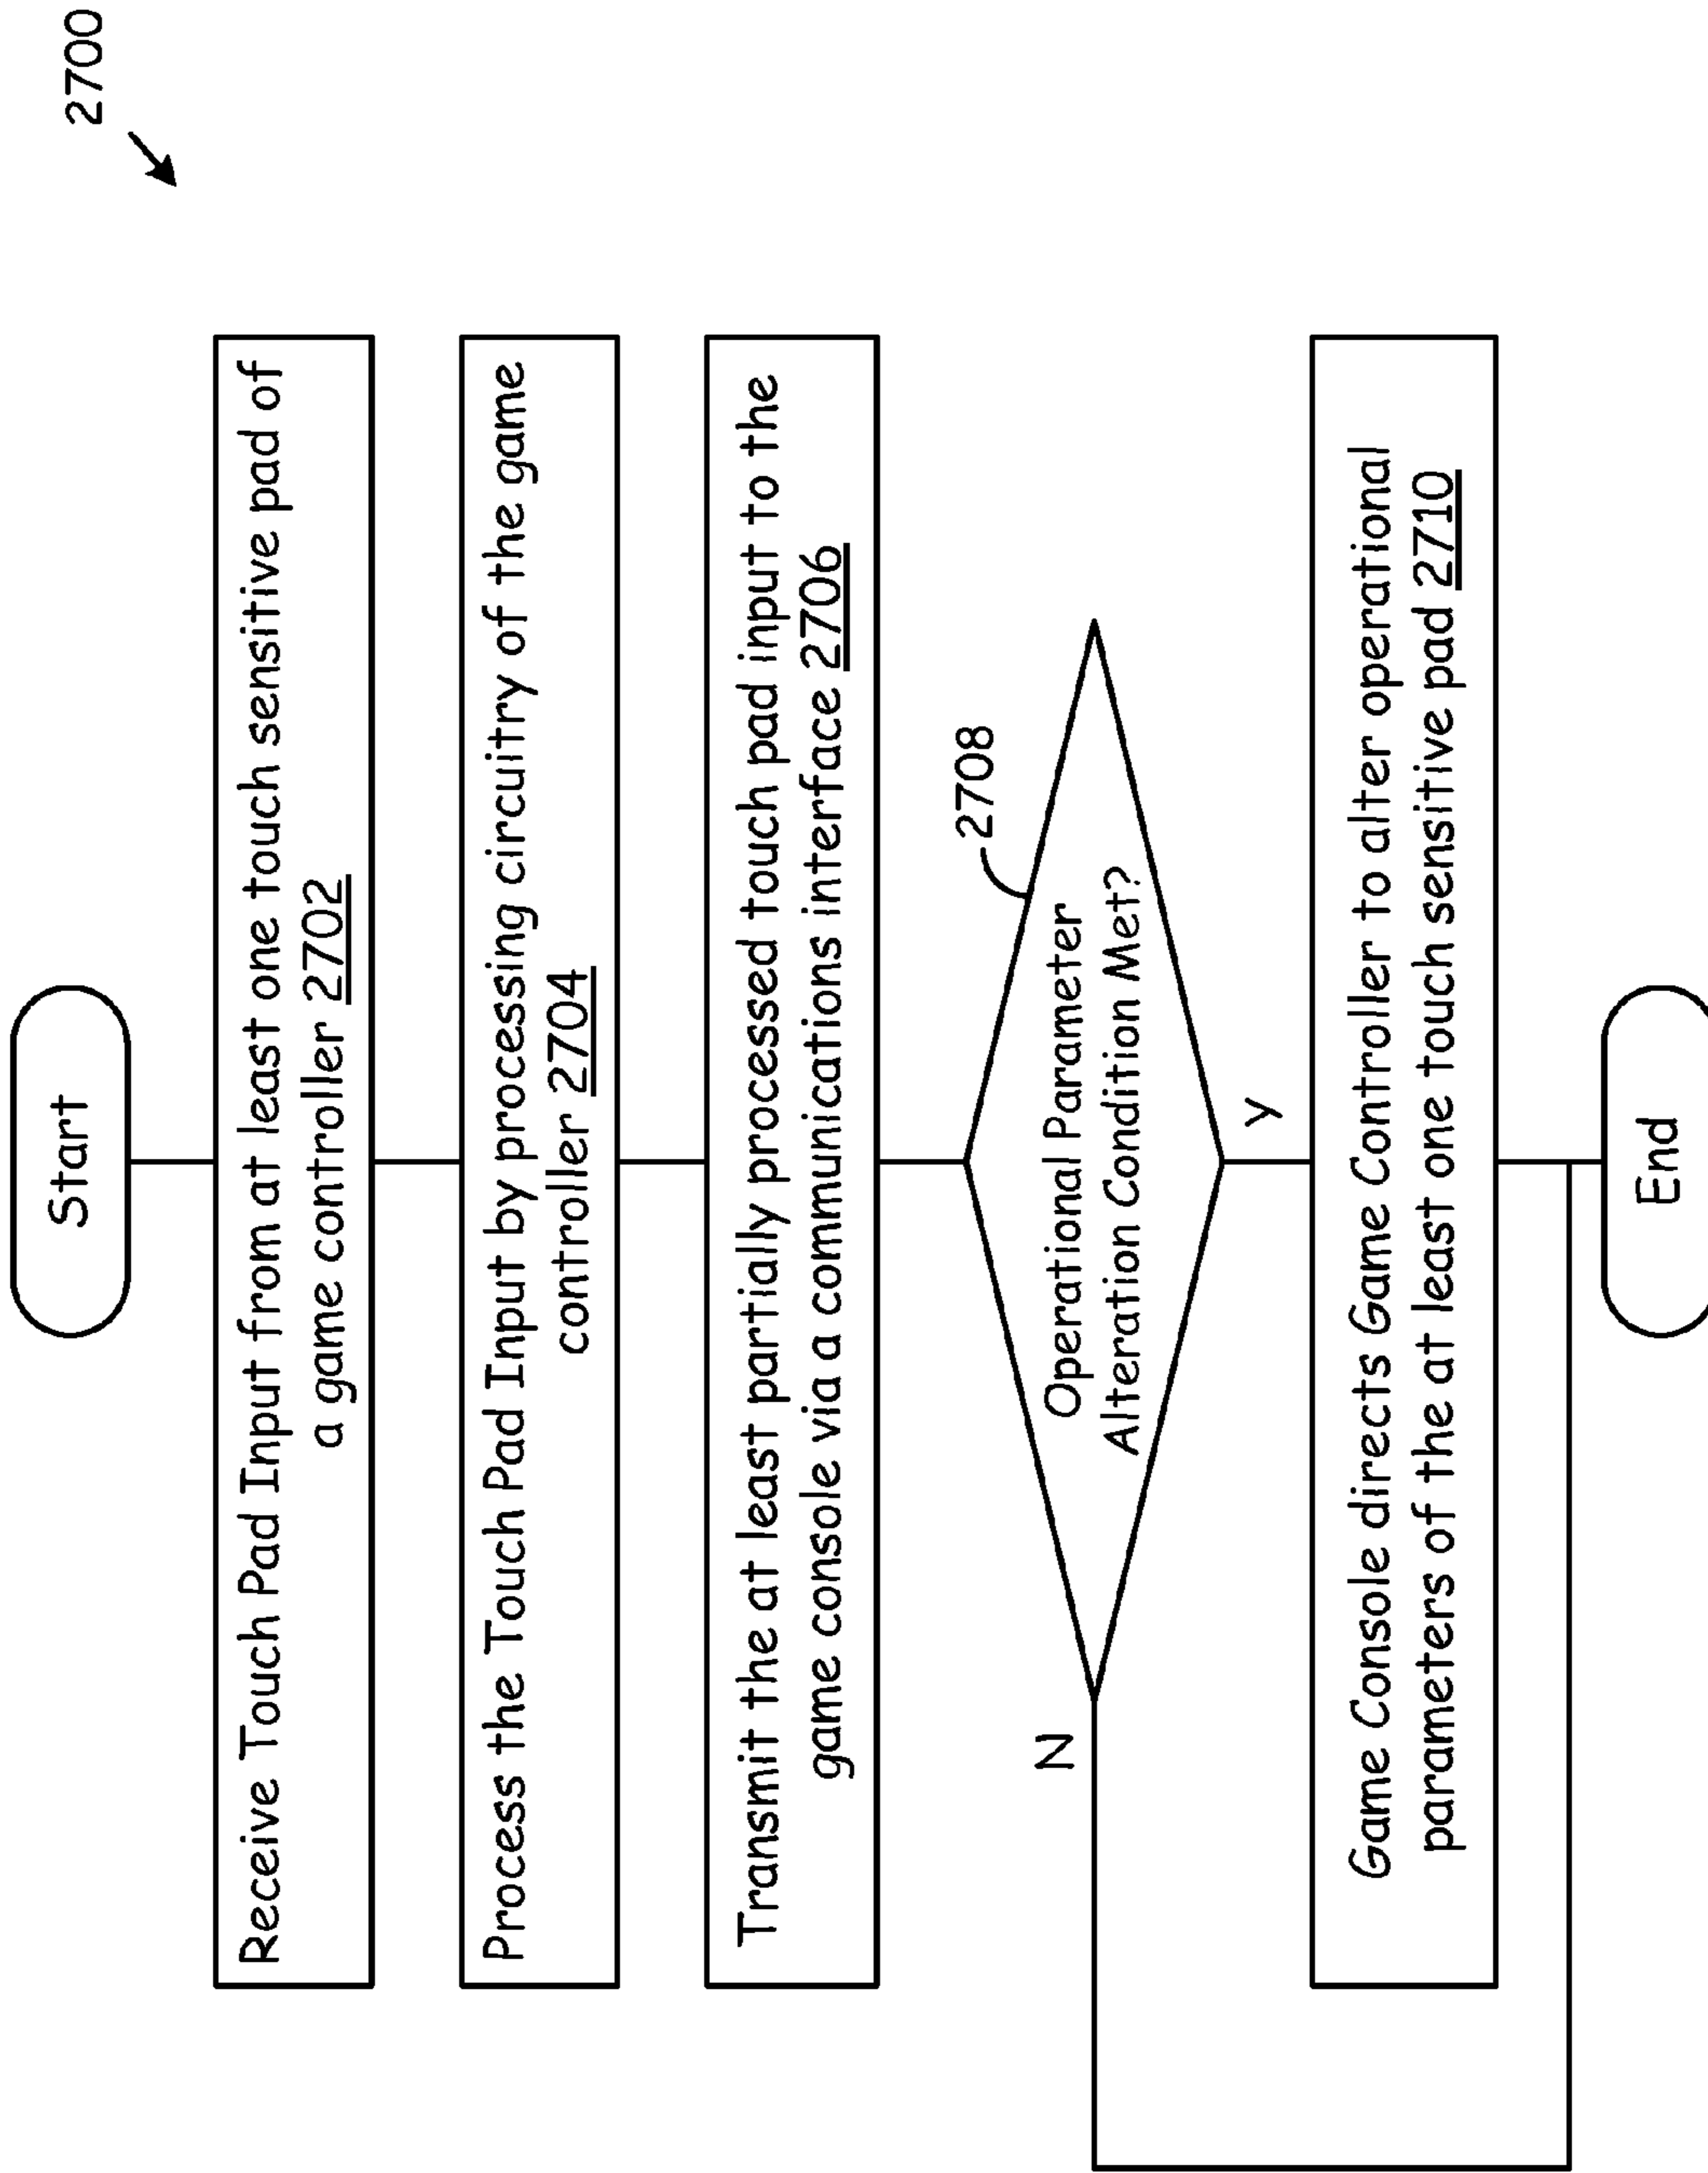 2700
Start
Receive Touch Pad Input from at least one touch sensitive pad of
a game controller 2702
Process the Touch Pad Input by processing circuitry of the game
controller 2704
Transmit the at least partially processed touch pad input to the
game console via a communications interface 2706
2708
Operational Parameter
Alteration Condition Met?
N
Y
Game Console directs Game Controller to alter operational
parameters of the at least one touch sensitive pad 2710
End